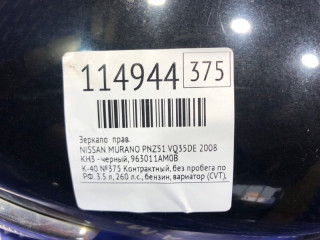 114944 375
Зеркало прав.
NISSAN MURANO PNZ51 VQ35DE 2008
КН3 - черный, 963011AM0B
К-40 №375 Контрактный, без пробега по
РФ. 3.5 л, 260 л.с., бензин, вариатор (CVT),